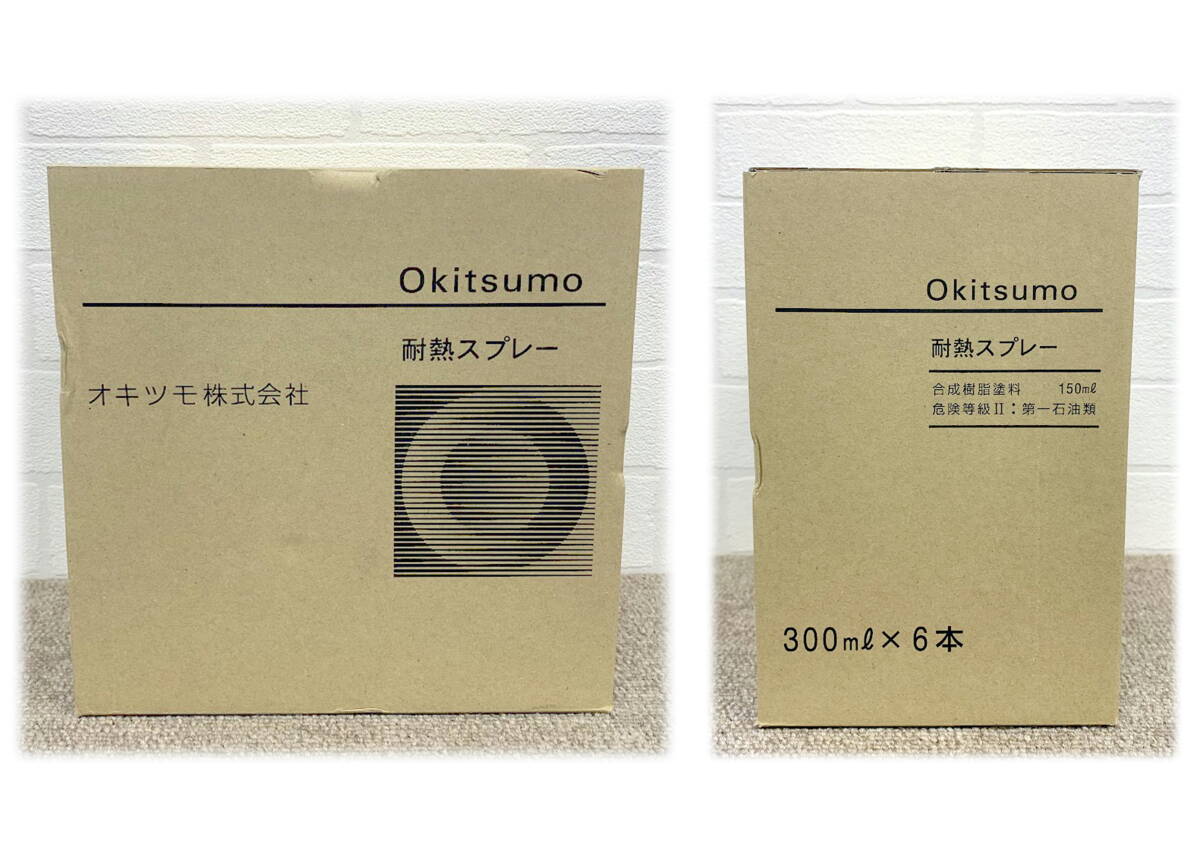 Okitsumo
耐熱スプレー
オキツモ株式会社
Okitsumo
耐熱スプレー
合成樹脂塗料 150mℓ
危険等級II：第一石油類
300mℓ×6本